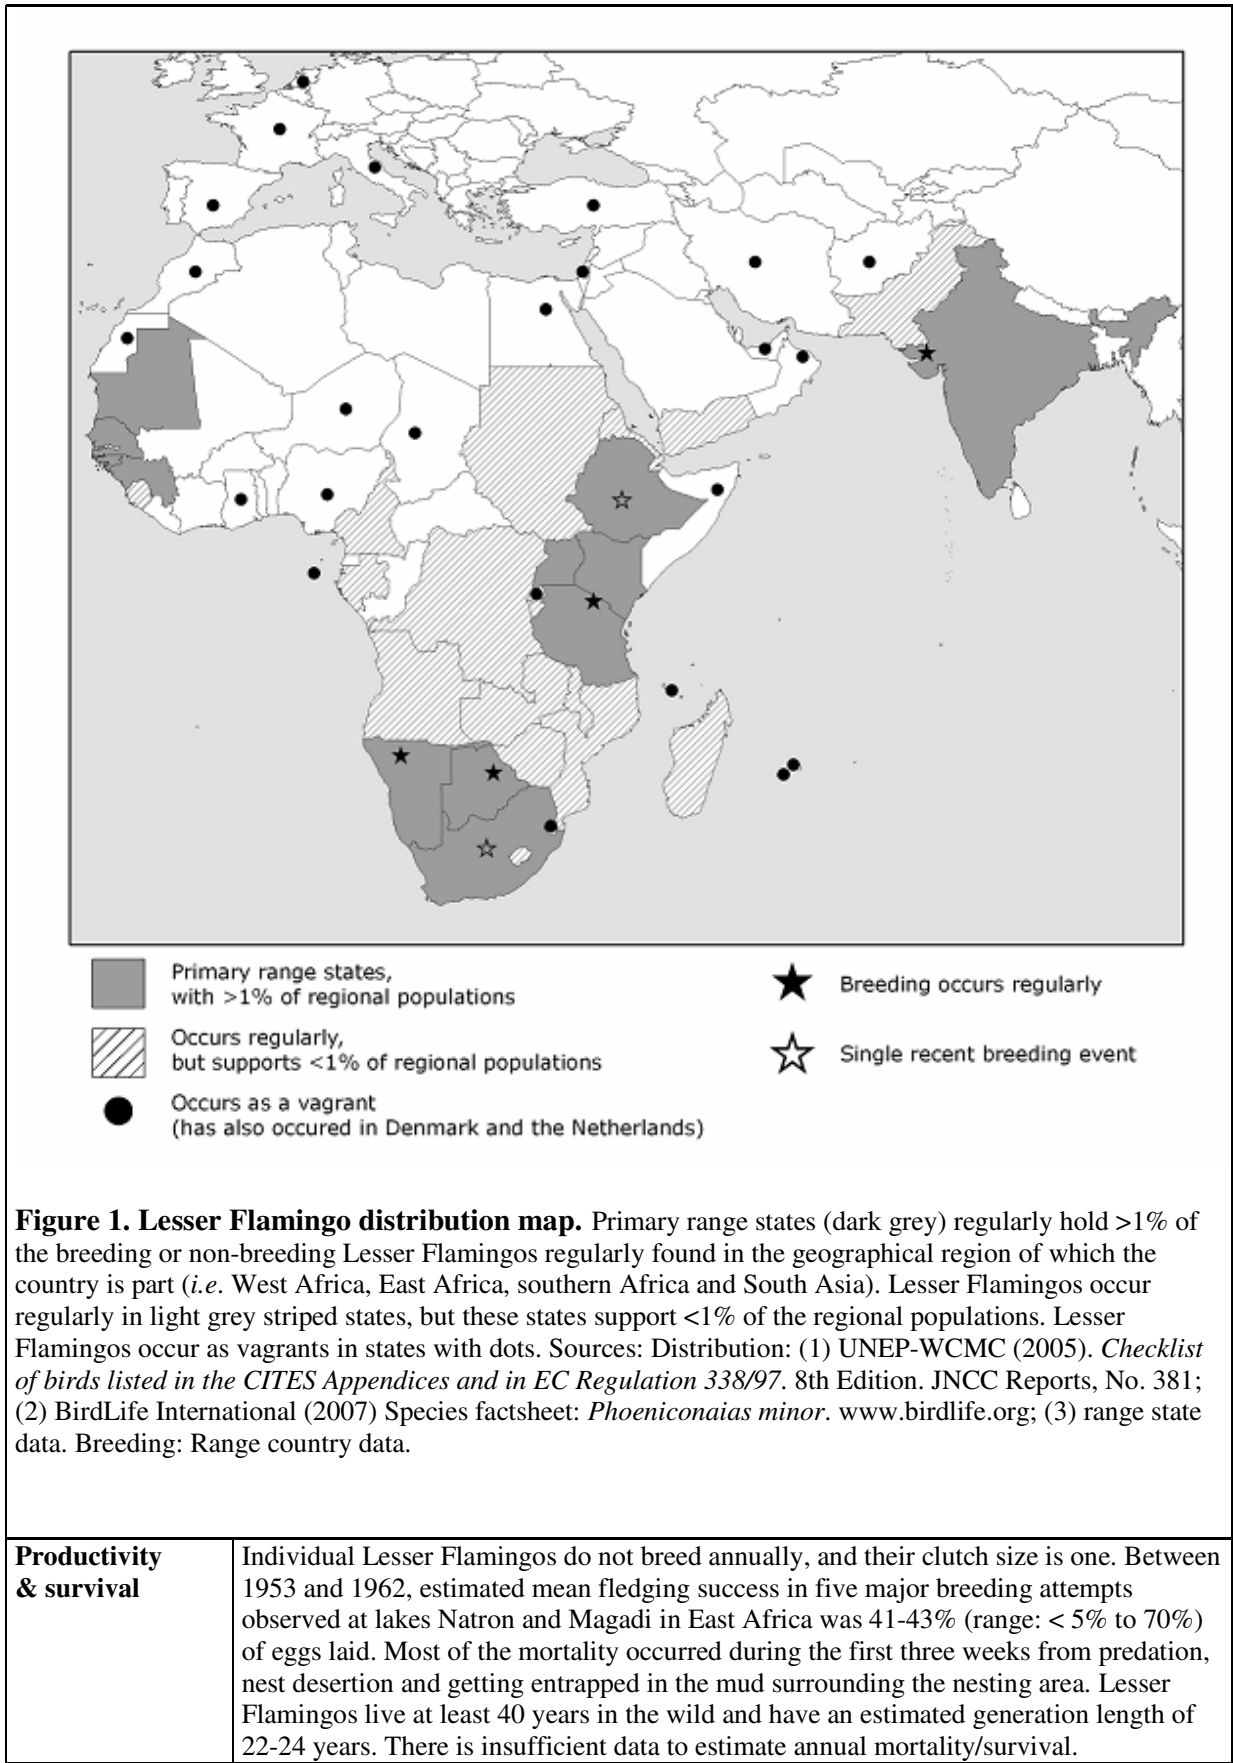 Primary range states,
with >1% of regional populations
Occurs regularly,
but supports <1% of regional populations
Occurs as a vagrant
(has also occured in Denmark and the Netherlands)
Breeding occurs regularly
Single recent breeding event
Figure 1. Lesser Flamingo distribution map. Primary range states (dark grey) regularly hold >1% of
the breeding or non-breeding Lesser Flamingos regularly found in the geographical region of which the
country is part (i.e. West Africa, East Africa, southern Africa and South Asia). Lesser Flamingos occur
regularly in light grey striped states, but these states support <1% of the regional populations. Lesser
Flamingos occur as vagrants in states with dots. Sources: Distribution: (1) UNEP-WCMC (2005). Checklist
of birds listed in the CITES Appendices and in EC Regulation 338/97. 8th Edition. JNCC Reports, No. 381;
(2) BirdLife International (2007) Species factsheet: Phoeniconaias minor. www.birdlife.org; (3) range state
data. Breeding: Range country data.
Productivity
& survival
Individual Lesser Flamingos do not breed annually, and their clutch size is one. Between
1953 and 1962, estimated mean fledging success in five major breeding attempts
observed at lakes Natron and Magadi in East Africa was 41-43% (range: < 5% to 70%)
of eggs laid. Most of the mortality occurred during the first three weeks from predation,
nest desertion and getting entrapped in the mud surrounding the nesting area. Lesser
Flamingos live at least 40 years in the wild and have an estimated generation length of
22-24 years. There is insufficient data to estimate annual mortality/survival.